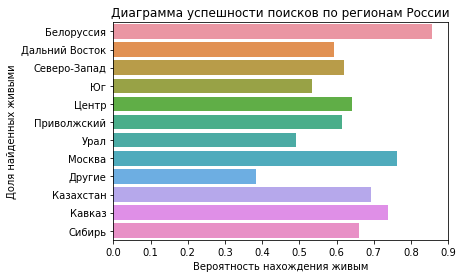 Диаграмма успешности поисков по регионам России
Доля найденных живыми
Белоруссия
Дальний Восток
Северо-Запад
Юг
Центр
Приволжский
Урал
Москва
Другие
Казахстан
Кавказ
Сибирь
0.0 0.1 0.2 0.3 0.4 0.5 0.6 0.7 0.8 0.9
Вероятность нахождения живым